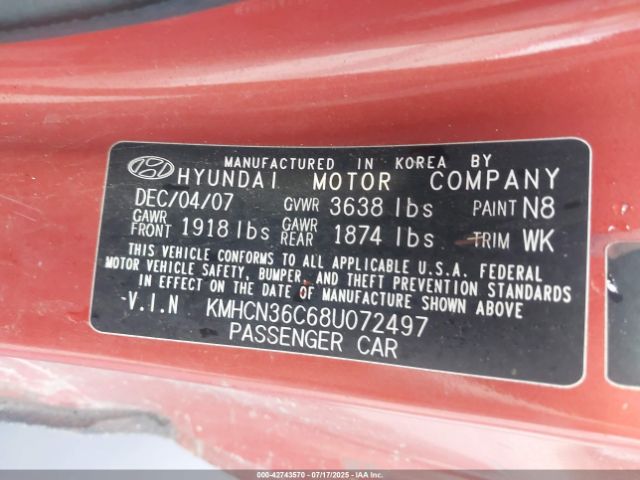 MANUFACTURED IN KOREA BY
HYUNDAI MOTOR COMPANY
DEC/04/07 GVWR 3638 lbs PAINT N8
GAWR FRONT 1918 lbs GAWR REAR 1874 lbs TRIM WK
THIS VEHICLE CONFORMS TO ALL APPLICABLE U.S.A. FEDERAL
MOTOR VEHICLE SAFETY, BUMPER, AND THEFT PREVENTION STANDARDS
IN EFFECT ON THE DATE OF MANUFACTURE SHOWN ABOVE
V.I.N KMHCN36C68U072497
PASSENGER CAR
© IAA - 000-42743570 - 07/17/2025 - PROPERTY OF IAA, INC.